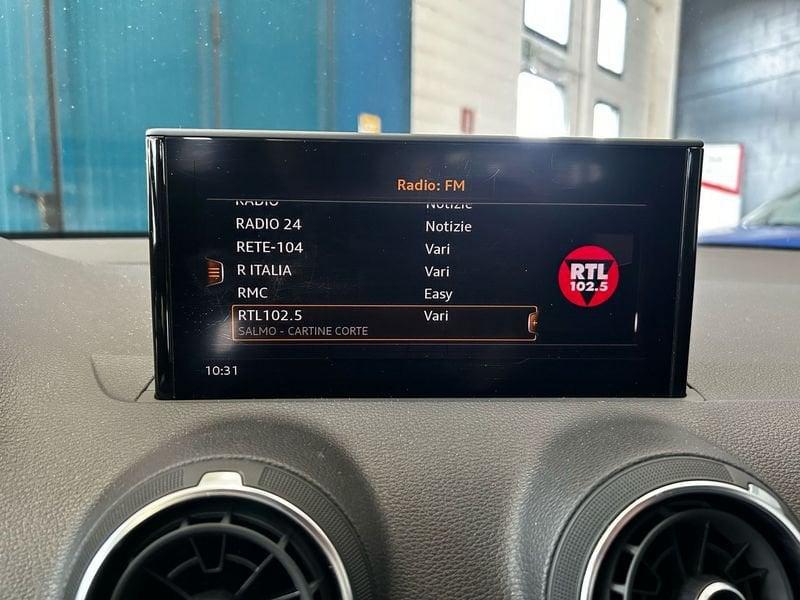 Radio: FM
RADIO Notizie
RADIO 24 Notizie
RETE-104 Vari
R ITALIA Vari
RMC Easy
RTL102.5 Vari
SALMO - CARTINE CORTE
RTL
102.5
10:31